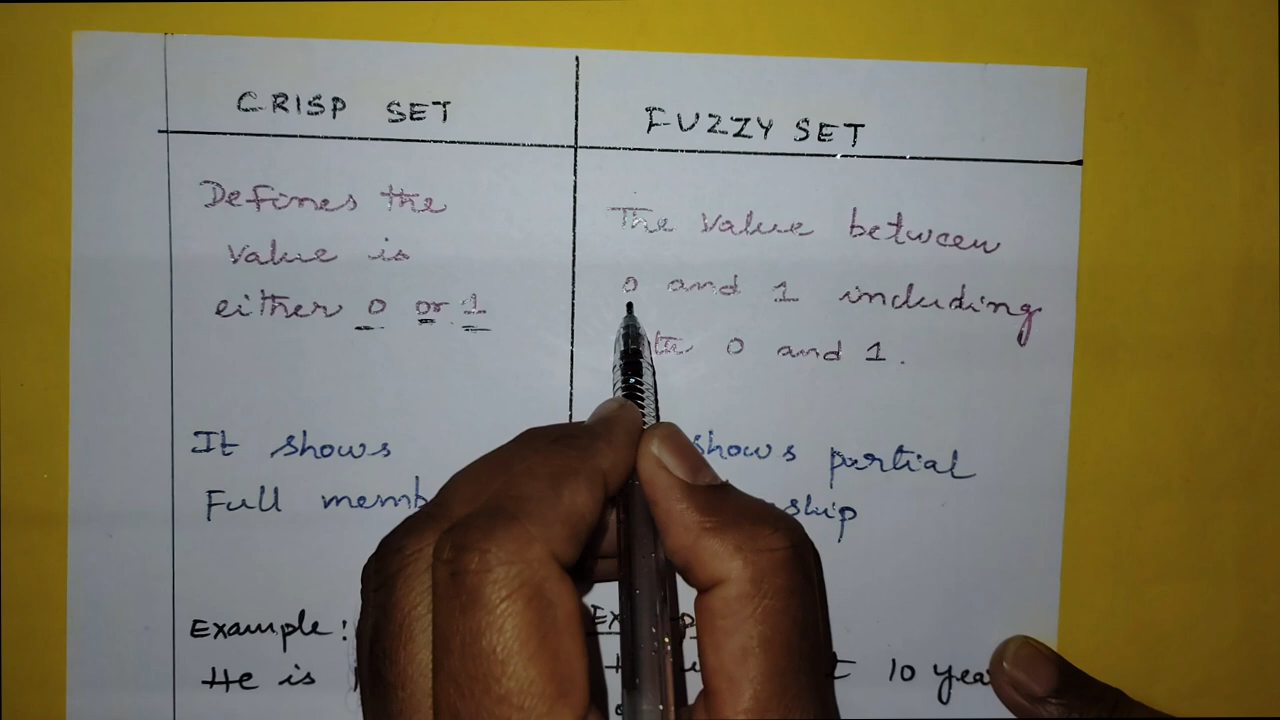 CRISP SET
Defines the
value is
either 0 or 1
It shows
Full
Example:
He is
FUZZY SET
The value between
0 and 1 including
0 and 1.
shows partial
10